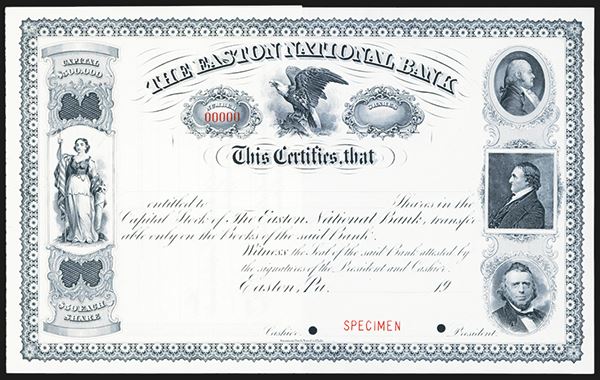 THE EASTON NATIONAL BANK
CAPITAL
$500,000
NUMBER
00000
SHARES
This Certifies, that
entitled to Shares in the
Capital Stock of The Easton National Bank, transfer-
able only on the Books of the said Bank.
Witness the Seal of the said Bank attested by
the signatures of the President and Cashier.
Easton, Pa. 19
$50 EACH
SHARE
Cashier. SPECIMEN President.